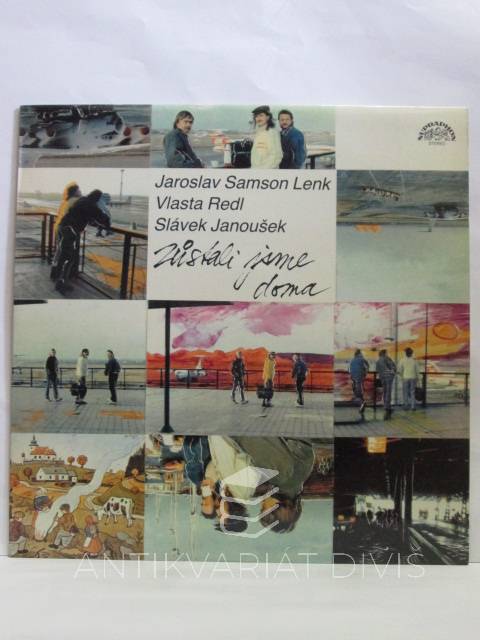 SUPRAPHON
STEREO
Jaroslav Samson Lenk
Vlasta Redl
Slávek Janoušek
zůstali jsme
doma
ANTIKVARIÁT DIVIŠ